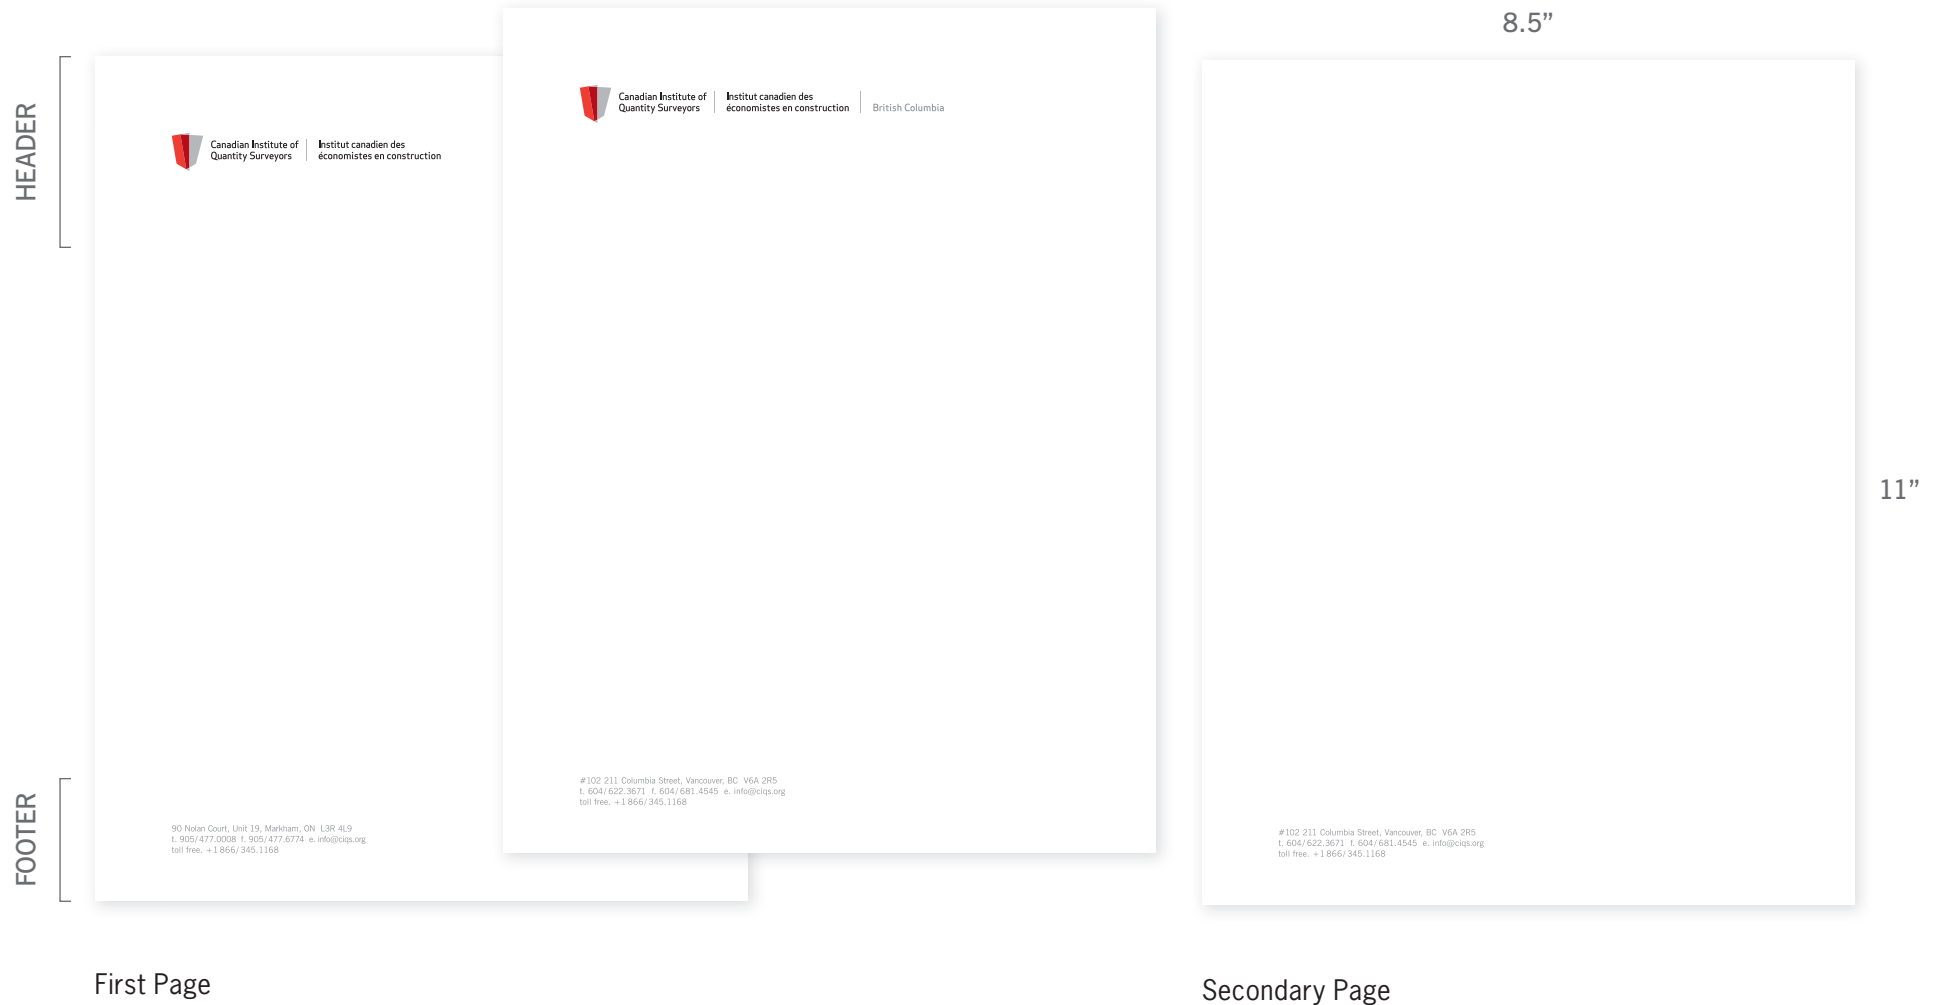 8.5”
HEADER
Canadian Institute of
Quantity Surveyors
Institut canadien des
économistes en construction
Canadian Institute of
Quantity Surveyors
Institut canadien des
économistes en construction
British Columbia
11”
FOOTER
90 Nolan Court, Unit 19, Markham, ON L3R 4L9
t. 905/477.0008 f. 905/477.6774 e. info@ciqs.org
toll free. +1 866/345.1168
#102 211 Columbia Street, Vancouver, BC V6A 2R5
t. 604/622.3671 f. 604/681.4545 e. info@ciqs.org
toll free. +1 866/345.1168
#102 211 Columbia Street, Vancouver, BC V6A 2R5
t. 604/622.3671 f. 604/681.4545 e. info@ciqs.org
toll free. +1 866/345.1168
First Page
Secondary Page